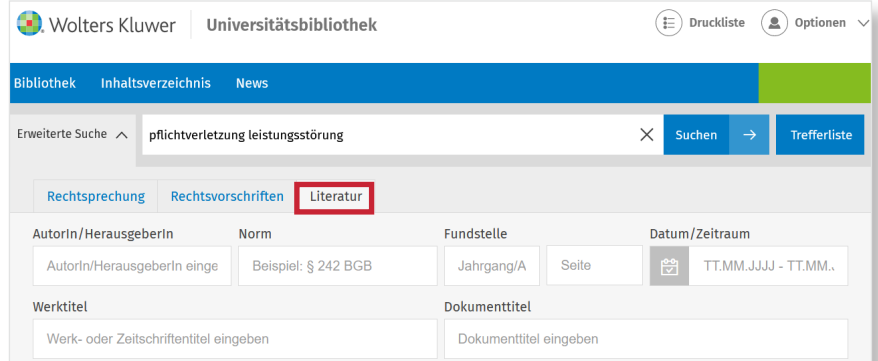 Wolters Kluwer Universitätsbibliothek Druckliste Optionen
Bibliothek Inhaltsverzeichnis News
Erweiterte Suche pflichtverletzung leistungsstörung Suchen Trefferliste
Rechtsprechung Rechtsvorschriften Literatur
AutorIn/HerausgeberIn Norm Fundstelle Datum/Zeitraum
AutorIn/HerausgeberIn einge Beispiel: § 242 BGB Jahrgang/A Seite TT.MM.JJJJ - TT.MM.
Werktitel Dokumenttitel
Werk- oder Zeitschriftentitel eingeben Dokumenttitel eingeben